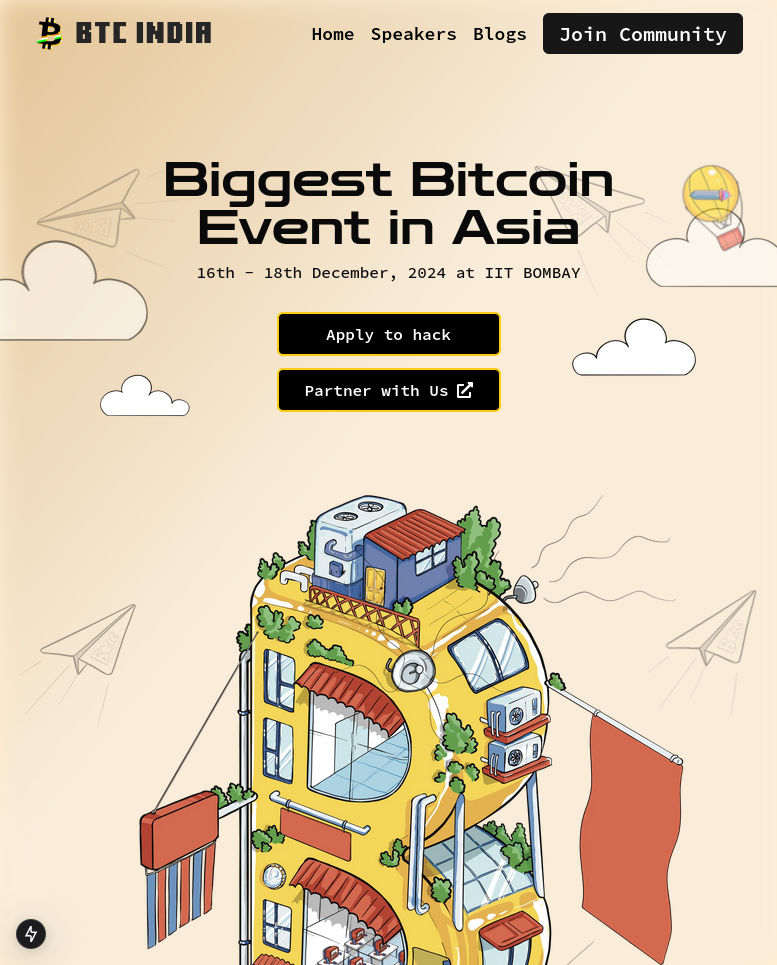 BTC INDIA
Home
Speakers
Blogs
Join Community
Biggest Bitcoin
Event in Asia
16th - 18th December, 2024 at IIT BOMBAY
Apply to hack
Partner with Us